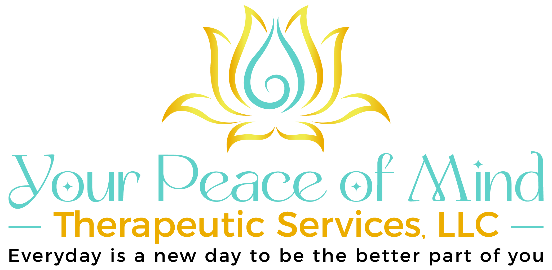 Your Peace of Mind
Therapeutic Services, LLC
Everyday is a new day to be the better part of you